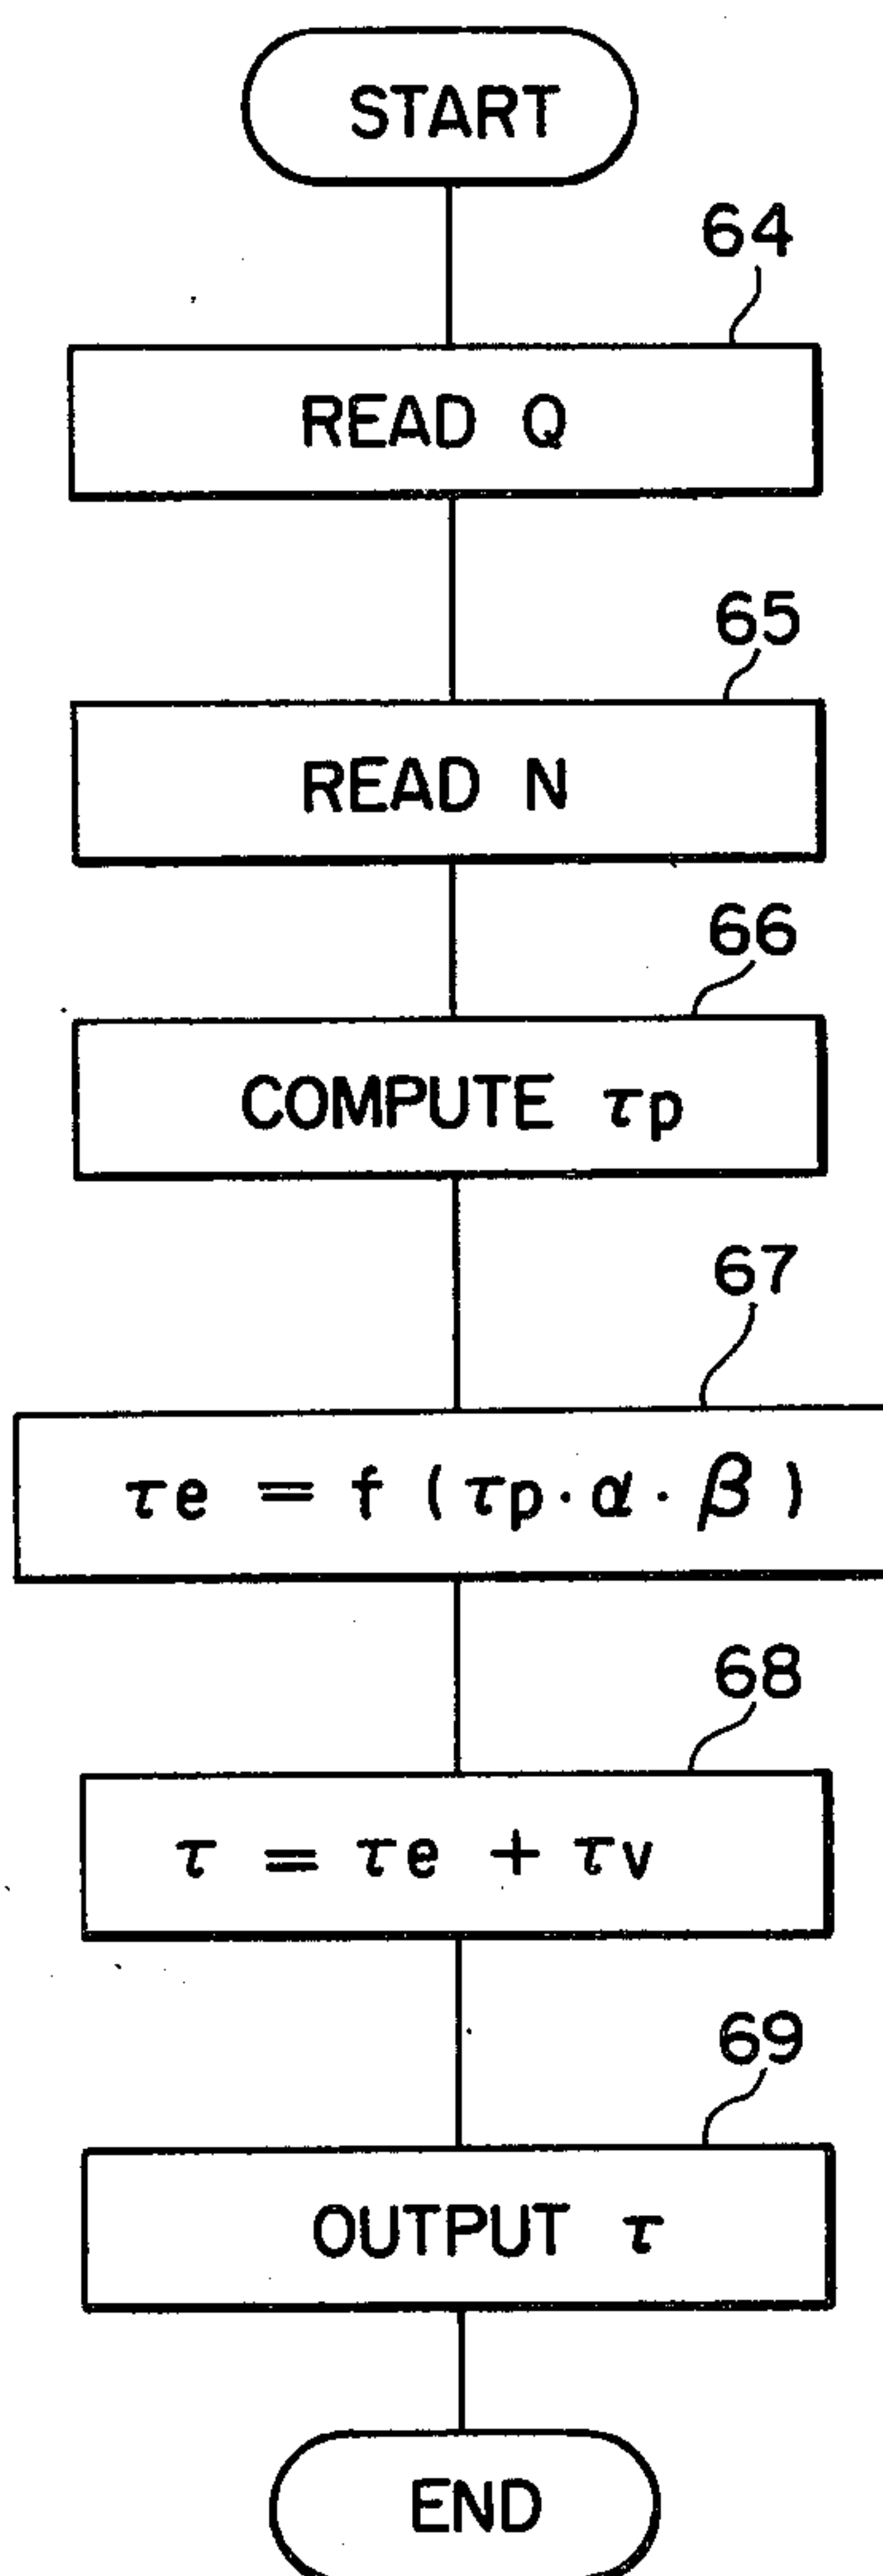 START
64
READ Q
65
READ N
66
COMPUTE τp
67
τe = f (τp · α · β)
68
τ = τe + τv
69
OUTPUT τ
END